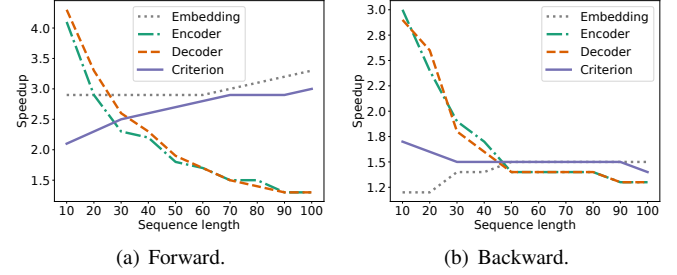 Embedding
Encoder
Decoder
Criterion
Speedup
4.0
3.5
3.0
2.5
2.0
1.5
10 20 30 40 50 60 70 80 90 100
Sequence length
(a) Forward.
Embedding
Encoder
Decoder
Criterion
Speedup
3.0
2.8
2.5
2.2
2.0
1.8
1.5
1.2
10 20 30 40 50 60 70 80 90 100
Sequence length
(b) Backward.